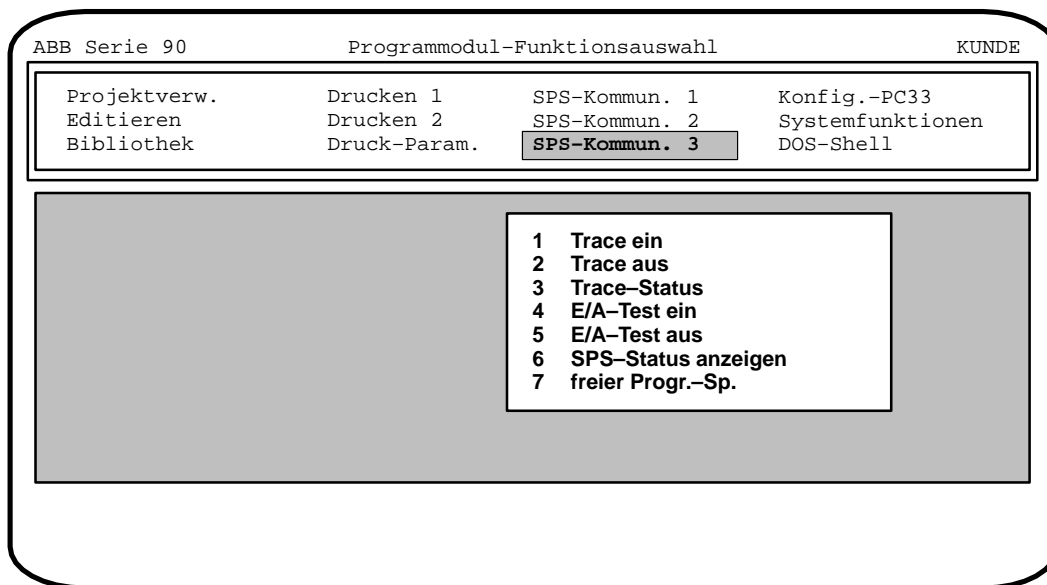 ABB Serie 90 Programmodul-Funktionsauswahl KUNDE
Projektverw. Drucken 1 SPS-Kommun. 1 Konfig.-PC33
Editieren Drucken 2 SPS-Kommun. 2 Systemfunktionen
Bibliothek Druck-Param. SPS-Kommun. 3 DOS-Shell
1 Trace ein
2 Trace aus
3 Trace–Status
4 E/A–Test ein
5 E/A–Test aus
6 SPS–Status anzeigen
7 freier Progr.–Sp.